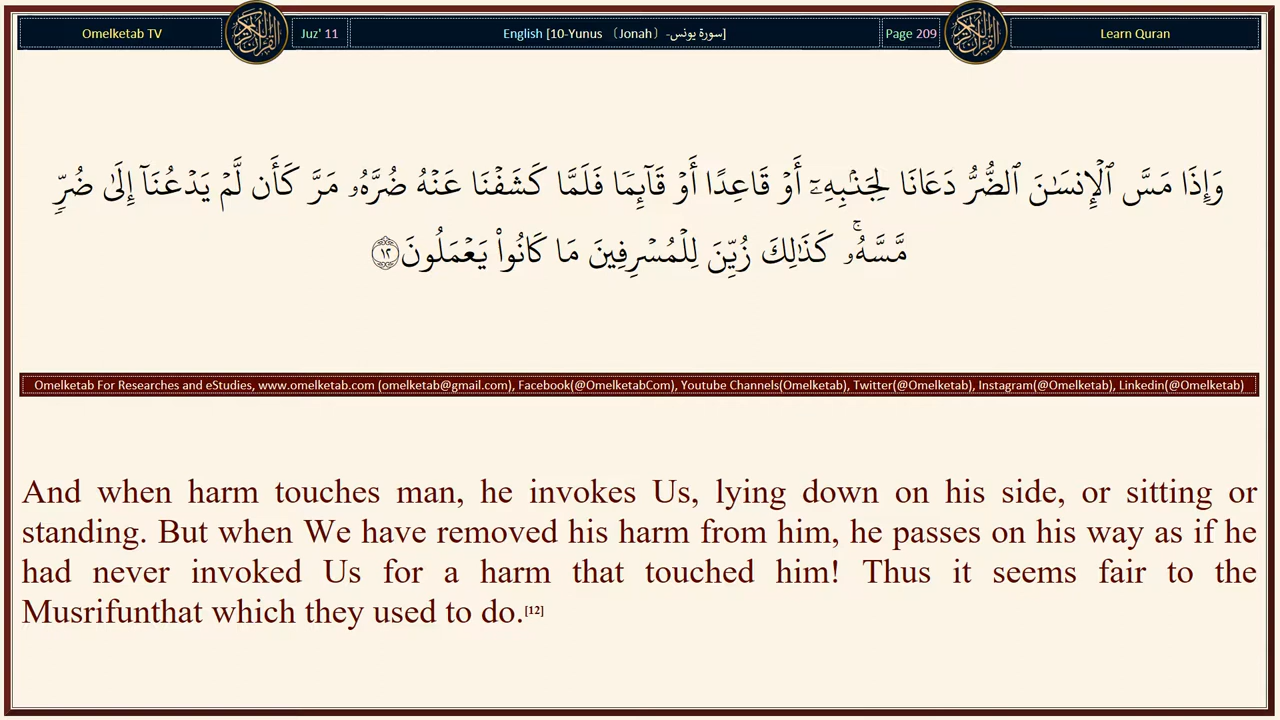 Omelketab TV
Juz' 11
English [10-Yunus (Jonah) -سورة يونس]
Page 209
Learn Quran
وَإِذَا مَسَّ ٱلْإِنسَـٰنَ ٱلضُّرُّ دَعَانَا لِجَنۢبِهِۦٓ أَوْ قَاعِدًا أَوْ قَآئِمًا فَلَمَّا كَشَفْنَا عَنْهُ ضُرَّهُۥ مَرَّ كَأَن لَّمْ يَدْعُنَآ إِلَىٰ ضُرٍّ
مَّسَّهُۥ ۚ كَذَٰلِكَ زُيِّنَ لِلْمُسْرِفِينَ مَا كَانُوا۟ يَعْمَلُونَ ١٢
Omelketab For Researches and eStudies, www.omelketab.com (omelketab@gmail.com), Facebook(@OmelketabCom), Youtube Channels(Omelketab), Twitter(@Omelketab), Instagram(@Omelketab), Linkedin(@Omelketab)
And when harm touches man, he invokes Us, lying down on his side, or sitting or
standing. But when We have removed his harm from him, he passes on his way as if he
had never invoked Us for a harm that touched him! Thus it seems fair to the
Musrifunthat which they used to do.[12]